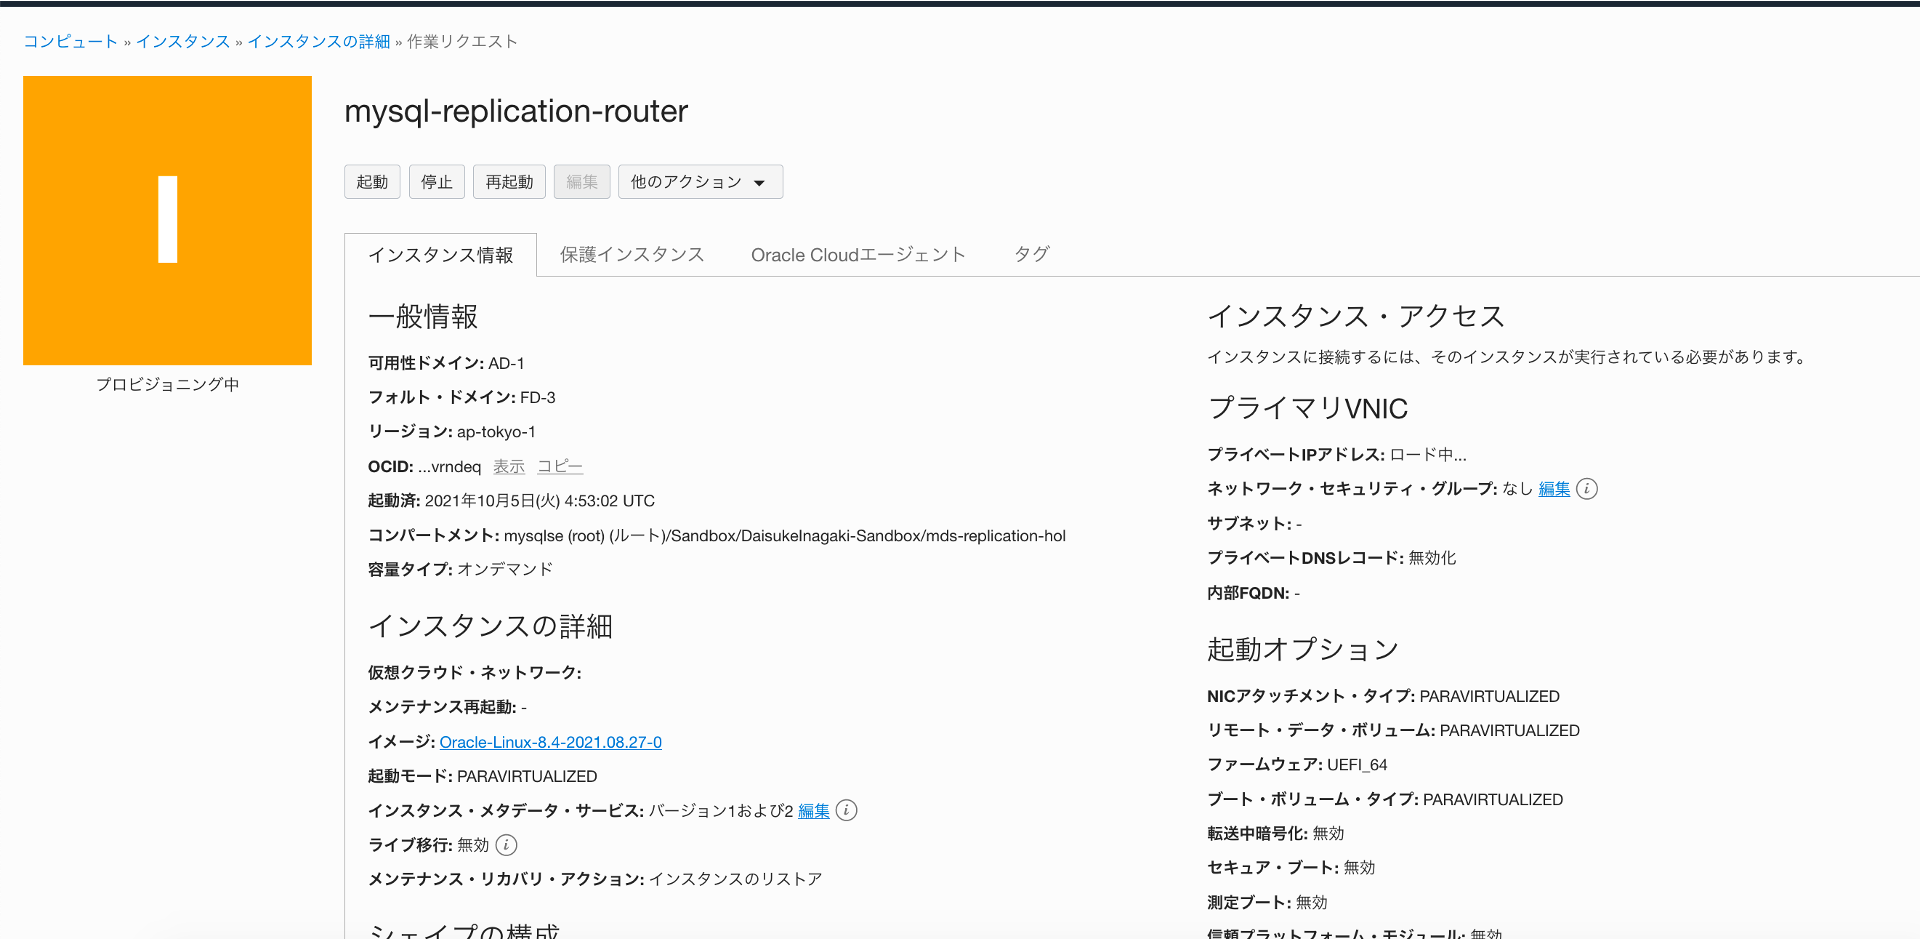 コンピュート » インスタンス » インスタンスの詳細 » 作業リクエスト
I
プロビジョニング中
mysql-replication-router
起動 停止 再起動 編集 他のアクション
インスタンス情報 保護インスタンス Oracle Cloudエージェント タグ
一般情報
可用性ドメイン: AD-1
フォルト・ドメイン: FD-3
リージョン: ap-tokyo-1
OCID: ...vrndeq 表示 コピー
起動済: 2021年10月5日(火) 4:53:02 UTC
コンパートメント: mysqlse (root) (ルート)/Sandbox/DaisukeInagaki-Sandbox/mds-replication-hol
容量タイプ: オンデマンド
インスタンスの詳細
仮想クラウド・ネットワーク:
メンテナンス再起動: -
イメージ: Oracle-Linux-8.4-2021.08.27-0
起動モード: PARAVIRTUALIZED
インスタンス・メタデータ・サービス: バージョン1および2 編集 i
ライブ移行: 無効 i
メンテナンス・リカバリ・アクション: インスタンスのリストア
シェイプの構成
インスタンス・アクセス
インスタンスに接続するには、そのインスタンスが実行されている必要があります。
プライマリVNIC
プライベートIPアドレス: ロード中...
ネットワーク・セキュリティ・グループ: なし 編集 i
サブネット: -
プライベートDNSレコード: 無効化
内部FQDN: -
起動オプション
NICアタッチメント・タイプ: PARAVIRTUALIZED
リモート・データ・ボリューム: PARAVIRTUALIZED
ファームウェア: UEFI_64
ブート・ボリューム・タイプ: PARAVIRTUALIZED
転送中暗号化: 無効
セキュア・ブート: 無効
測定ブート: 無効
信頼プラットフォーム・モジュール: 無効